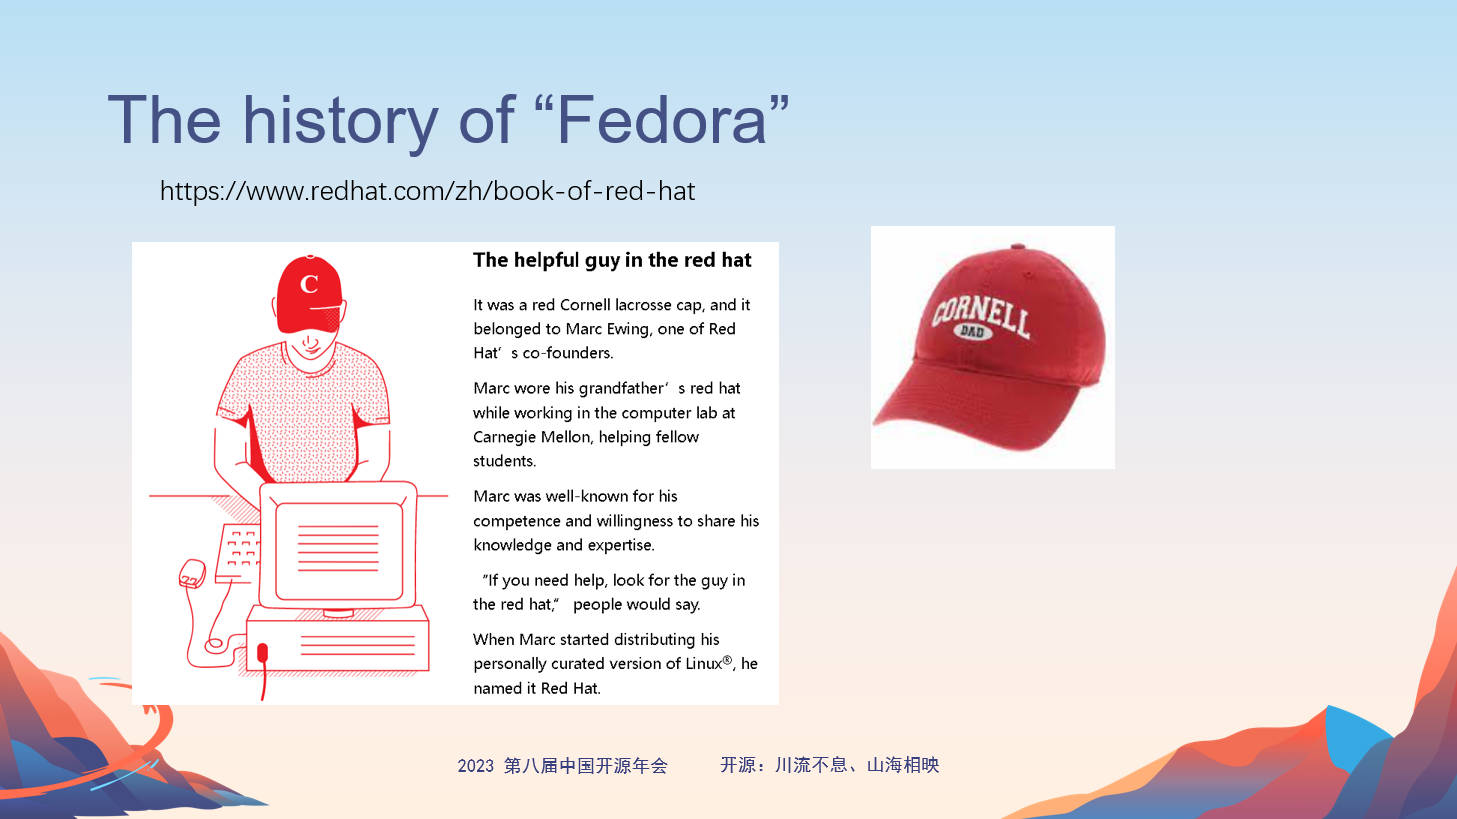 The history of “Fedora”
https://www.redhat.com/zh/book-of-red-hat
C
The helpful guy in the red hat
It was a red Cornell lacrosse cap, and it
belonged to Marc Ewing, one of Red
Hat’s co-founders.
Marc wore his grandfather’s red hat
while working in the computer lab at
Carnegie Mellon, helping fellow
students.
Marc was well-known for his
competence and willingness to share his
knowledge and expertise.
“If you need help, look for the guy in
the red hat,” people would say.
When Marc started distributing his
personally curated version of Linux®, he
named it Red Hat.
CORNELL
DAD
2023 第八届中国开源年会
开源：川流不息、山海相映